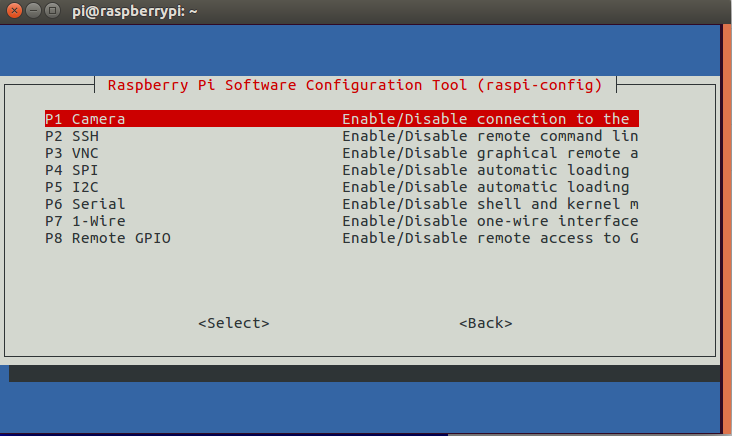 pi@raspberrypi: ~
Raspberry Pi Software Configuration Tool (raspi-config)
P1 Camera Enable/Disable connection to the
P2 SSH Enable/Disable remote command lin
P3 VNC Enable/Disable graphical remote a
P4 SPI Enable/Disable automatic loading
P5 I2C Enable/Disable automatic loading
P6 Serial Enable/Disable shell and kernel m
P7 1-Wire Enable/Disable one-wire interface
P8 Remote GPIO Enable/Disable remote access to G
<Select> <Back>